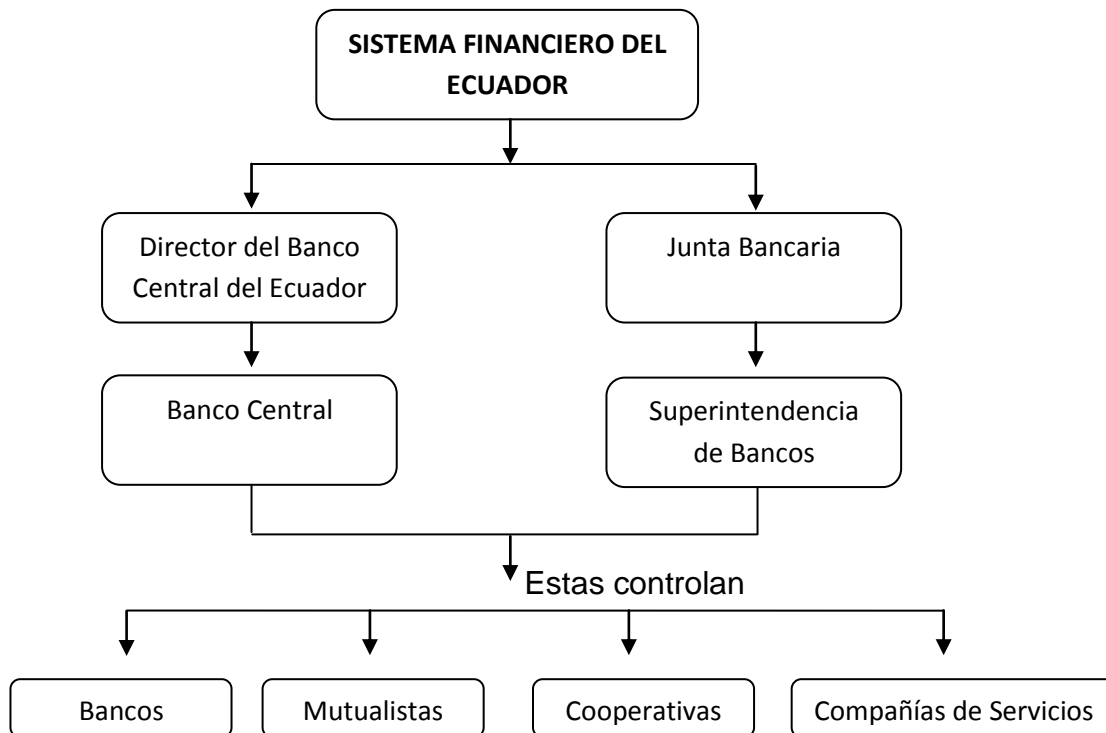 SISTEMA FINANCIERO DEL
ECUADOR
Director del Banco
Central del Ecuador
Junta Bancaria
Banco Central
Superintendencia
de Bancos
Estas controlan
Bancos
Mutualistas
Cooperativas
Compañías de Servicios